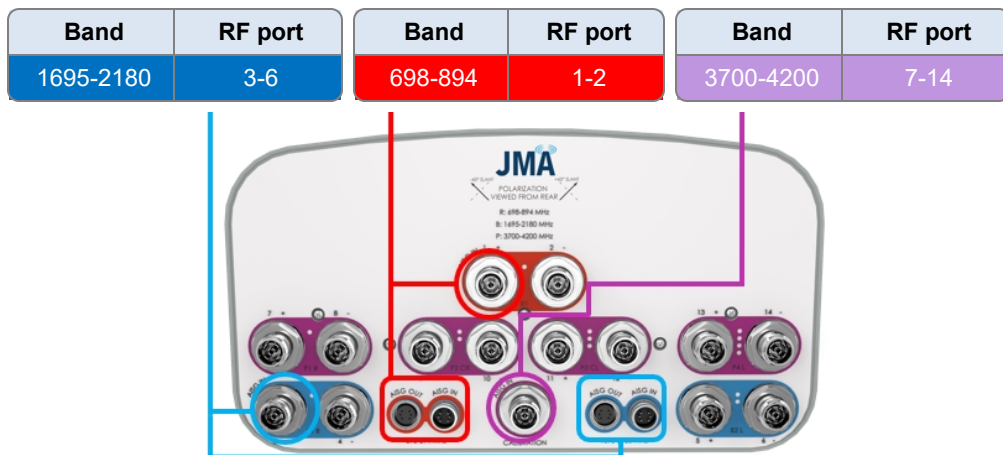 Band RF port Band RF port Band RF port
1695-2180 3-6 698-894 1-2 3700-4200 7-14
JMA
POLARIZATION
VIEWED FROM REAR
R: 698-894 MHz
B: 1695-2180 MHz
P: 3700-4200 MHz
1 + 2 -
7 + 8 - 13 + 14 -
10 11 +
AISG OUT AISG IN AISG OUT AISG IN
4 - CALIBRATION 5 + 6 -